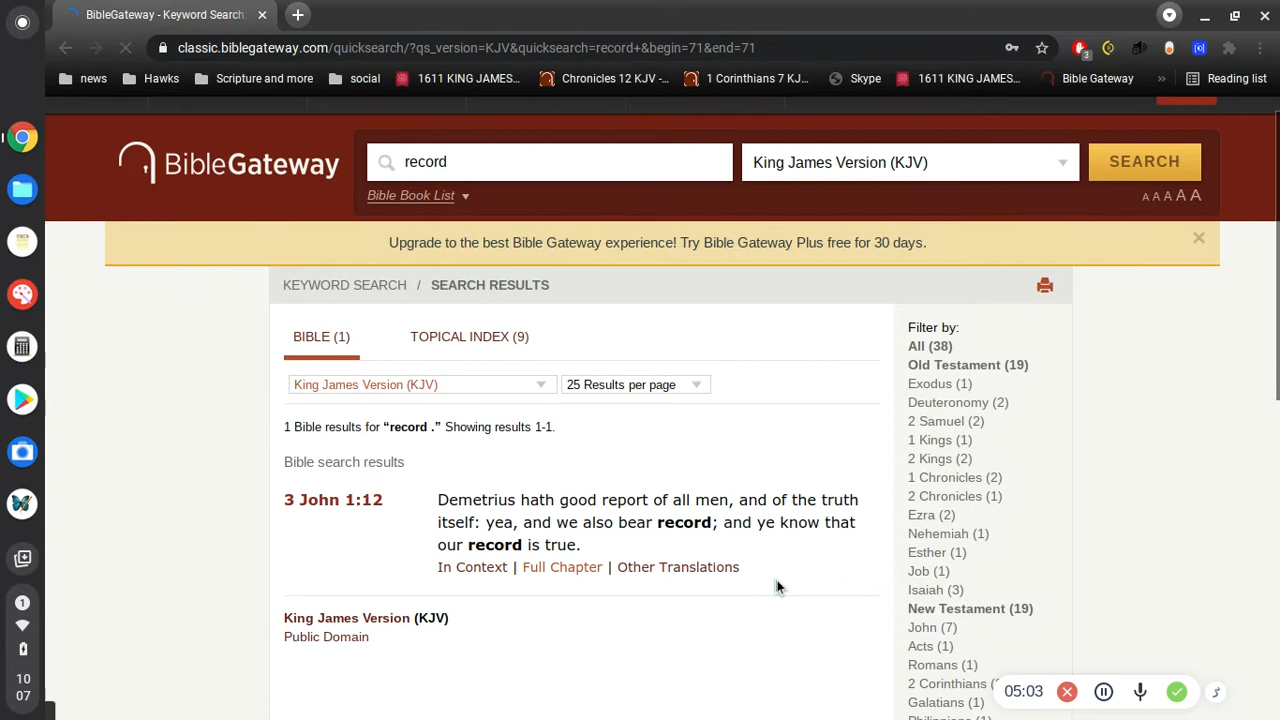 BibleGateway - Keyword Search:
classic.biblegateway.com/quicksearch/?qs_version=KJV&quicksearch=record+&begin=71&end=71
3
news
Hawks
Scripture and more
social
1611 KING JAMES...
Chronicles 12 KJV -...
1 Corinthians 7 KJ...
Skype
1611 KING JAMES...
Bible Gateway
»
Reading list
BibleGateway
record
King James Version (KJV)
SEARCH
Bible Book List
A A A A A
Upgrade to the best Bible Gateway experience! Try Bible Gateway Plus free for 30 days.
KEYWORD SEARCH / SEARCH RESULTS
BIBLE (1)
TOPICAL INDEX (9)
King James Version (KJV)
25 Results per page
1 Bible results for “record .” Showing results 1-1.
Bible search results
3 John 1:12
Demetrius hath good report of all men, and of the truth
itself: yea, and we also bear record; and ye know that
our record is true.
In Context | Full Chapter | Other Translations
King James Version (KJV)
Public Domain
Filter by:
All (38)
Old Testament (19)
Exodus (1)
Deuteronomy (2)
2 Samuel (2)
1 Kings (1)
2 Kings (2)
1 Chronicles (2)
2 Chronicles (1)
Ezra (2)
Nehemiah (1)
Esther (1)
Job (1)
Isaiah (3)
New Testament (19)
John (7)
Acts (1)
Romans (1)
2 Corinthians
Galatians (1)
Philippians (1)
05:03
1
10
07